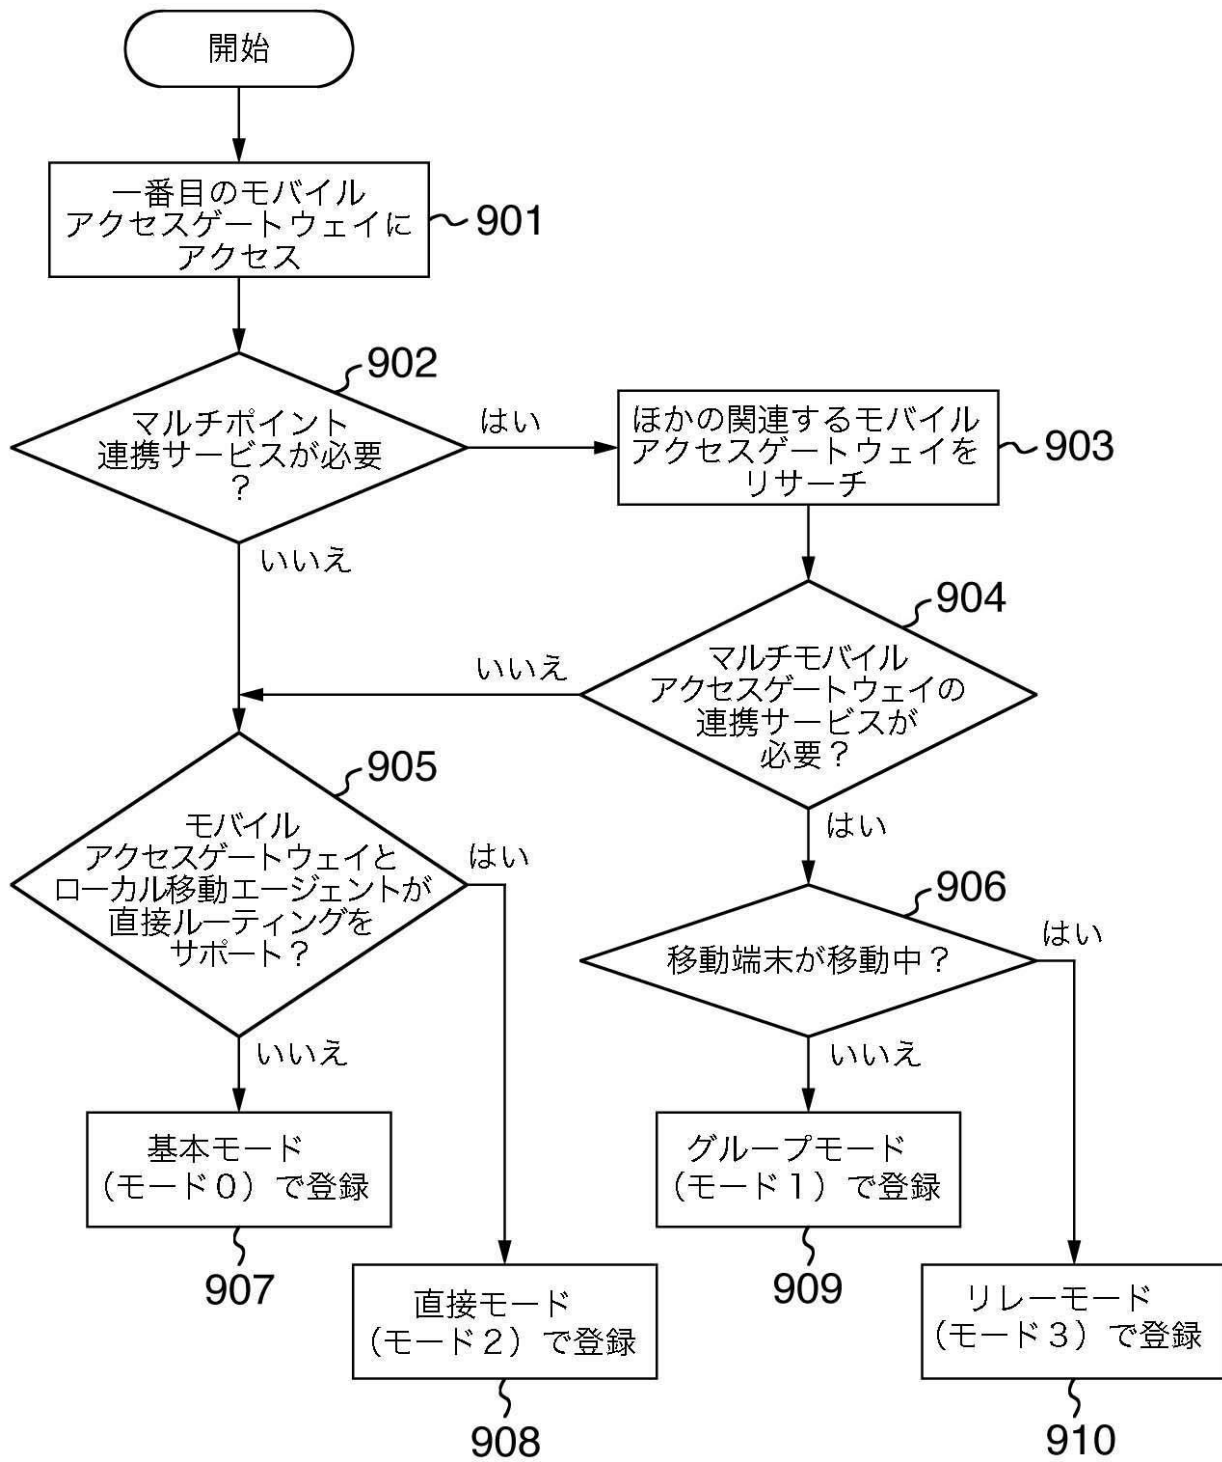 開始
一番目のモバイル
アクセスゲートウェイに
アクセス
901
902
マルチポイント
連携サービスが必要
？
はい
いいえ
ほかの関連するモバイル
アクセスゲートウェイを
リサーチ
903
904
マルチモバイル
アクセスゲートウェイの
連携サービスが
必要？
いいえ
はい
905
モバイル
アクセスゲートウェイと
ローカル移動エージェントが
直接ルーティングを
サポート？
はい
いいえ
906
移動端末が移動中？
はい
いいえ
基本モード
（モード０）で登録
907
直接モード
（モード２）で登録
908
グループモード
（モード１）で登録
909
リレーモード
（モード３）で登録
910